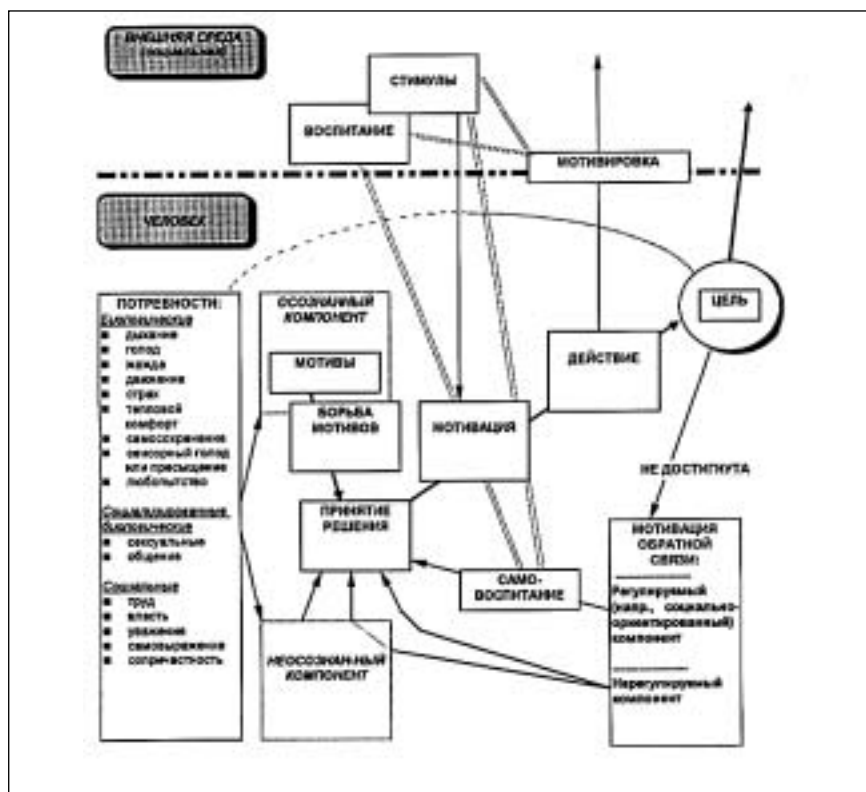 ВНЕШНЯЯ СРЕДА
(социальная)
СТИМУЛЫ
ВОСПИТАНИЕ
МОТИВИРОВКА
ЧЕЛОВЕК
ПОТРЕБНОСТИ:
Биологические
■ дыхание
■ голод
■ жажда
■ движение
■ страх
■ тепловой
комфорт
■ самосохранение
■ сенсорный голод
или пресыщение
■ любопытство
Социализированные
биологические
■ сексуальные
■ общение
Социальные
■ труд
■ власть
■ уважение
■ самовыражение
■ сопричастность
ОСОЗНАННЫЙ
КОМПОНЕНТ
МОТИВЫ
БОРЬБА
МОТИВОВ
МОТИВАЦИЯ
ДЕЙСТВИЕ
ЦЕЛЬ
НЕ ДОСТИГНУТА
ПРИНЯТИЕ
РЕШЕНИЯ
САМО-
ВОСПИТАНИЕ
НЕОСОЗНАН-НЫЙ
КОМПОНЕНТ
МОТИВАЦИЯ
ОБРАТНОЙ
СВЯЗИ:
Регулируемый
(напр., социально-
ориентированный)
компонент
Нерегулируемый
компонент